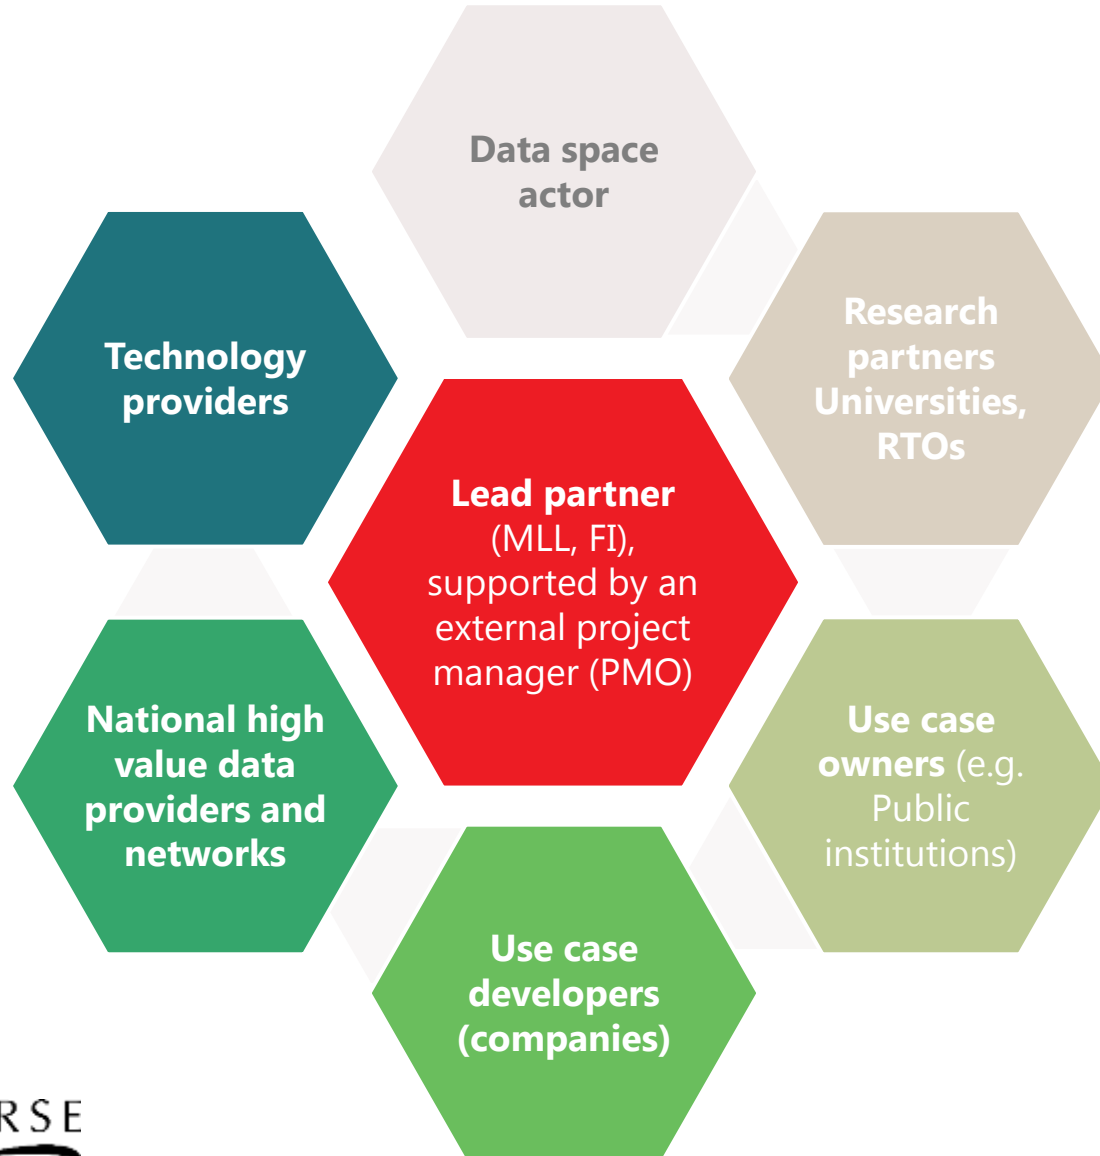 Data space
actor
Technology
providers
Research
partners
Universities,
RTOs
Lead partner
(MLL, FI),
supported by an
external project
manager (PMO)
National high
value data
providers and
networks
Use case
owners (e.g.
Public
institutions)
Use case
developers
(companies)
RSE